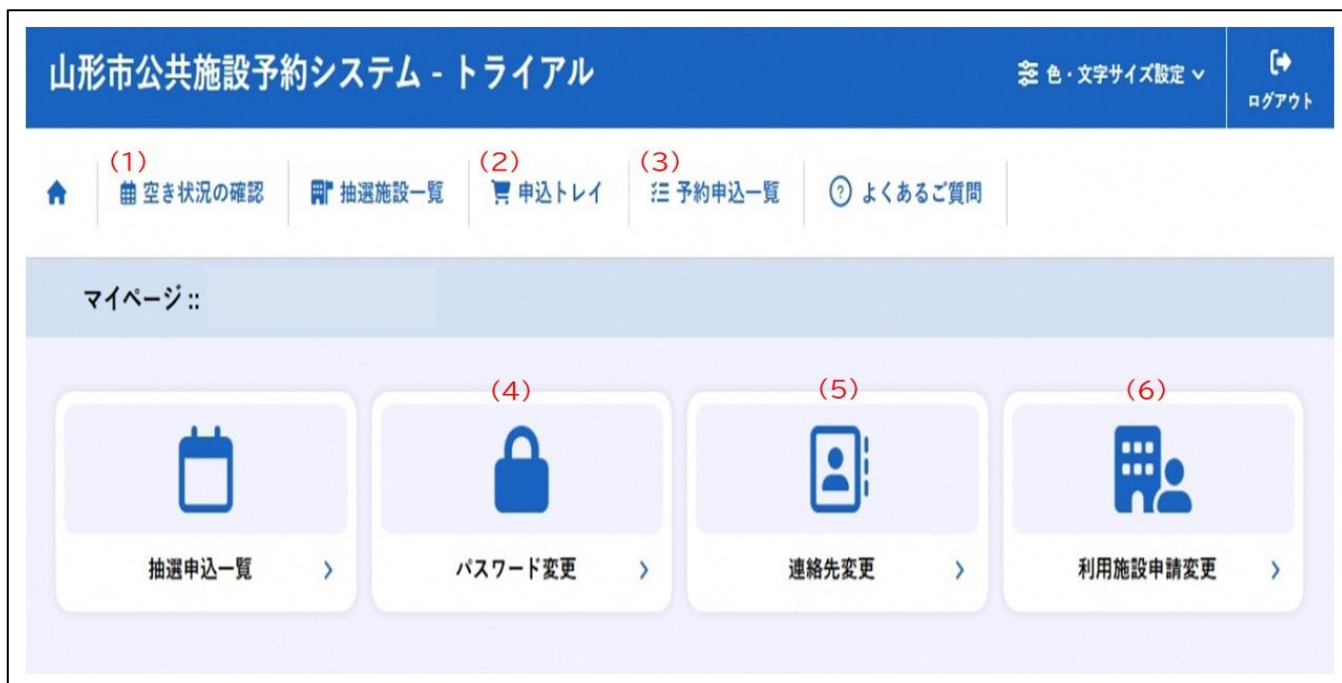 山形市公共施設予約システム - トライアル
色・文字サイズ設定
ログアウト
(1) (2) (3)
空き状況の確認 抽選施設一覧 申込トレイ 予約申込一覧 ? よくあるご質問
マイページ ::
(4) (5) (6)
抽選申込一覧 パスワード変更 連絡先変更 利用施設申請変更